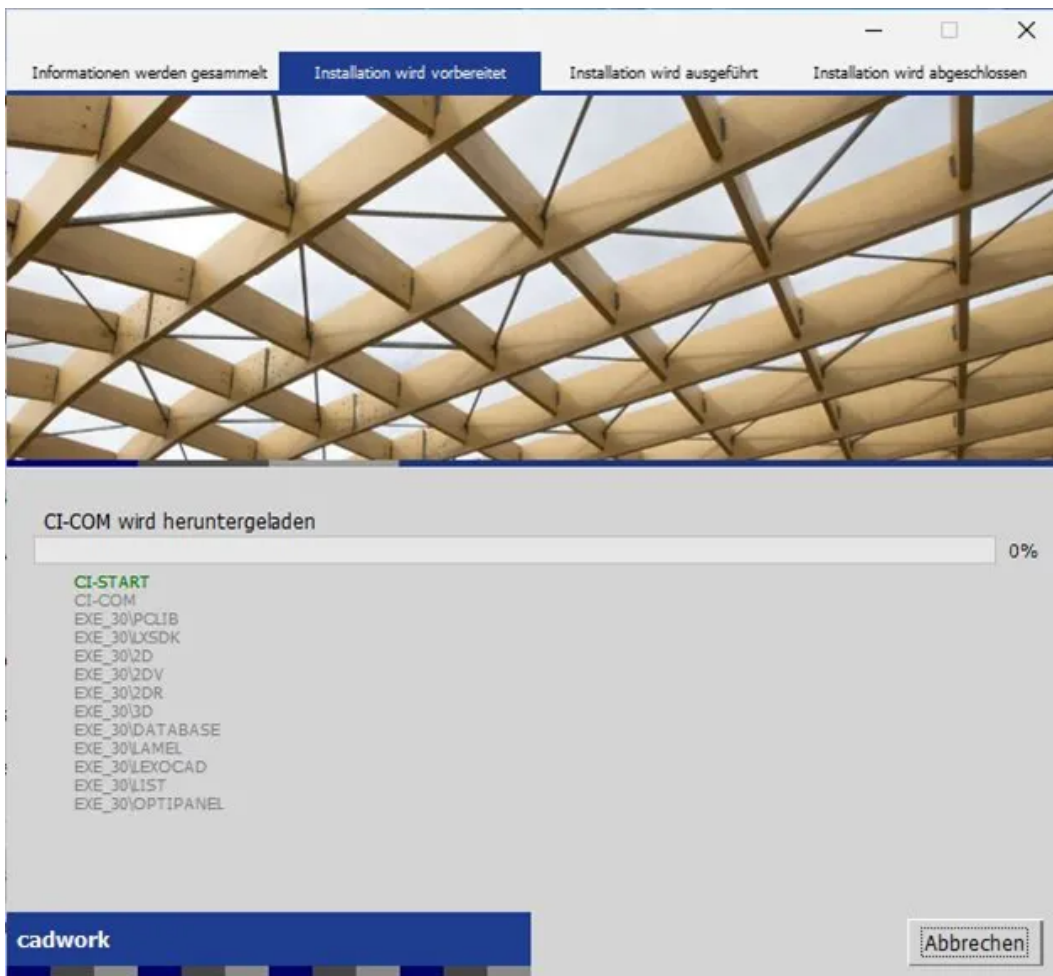 Informationen werden gesammelt
Installation wird vorbereitet
Installation wird ausgeführt
Installation wird abgeschlossen
CI-COM wird heruntergeladen
0%
CI-START
CI-COM
EXE_30\PCLIB
EXE_30\LXSDK
EXE_30\2D
EXE_30\2DV
EXE_30\2DR
EXE_30\3D
EXE_30\DATABASE
EXE_30\LAMEL
EXE_30\LEXOCAD
EXE_30\LIST
EXE_30\OPTIPANEL
cadwork
Abbrechen